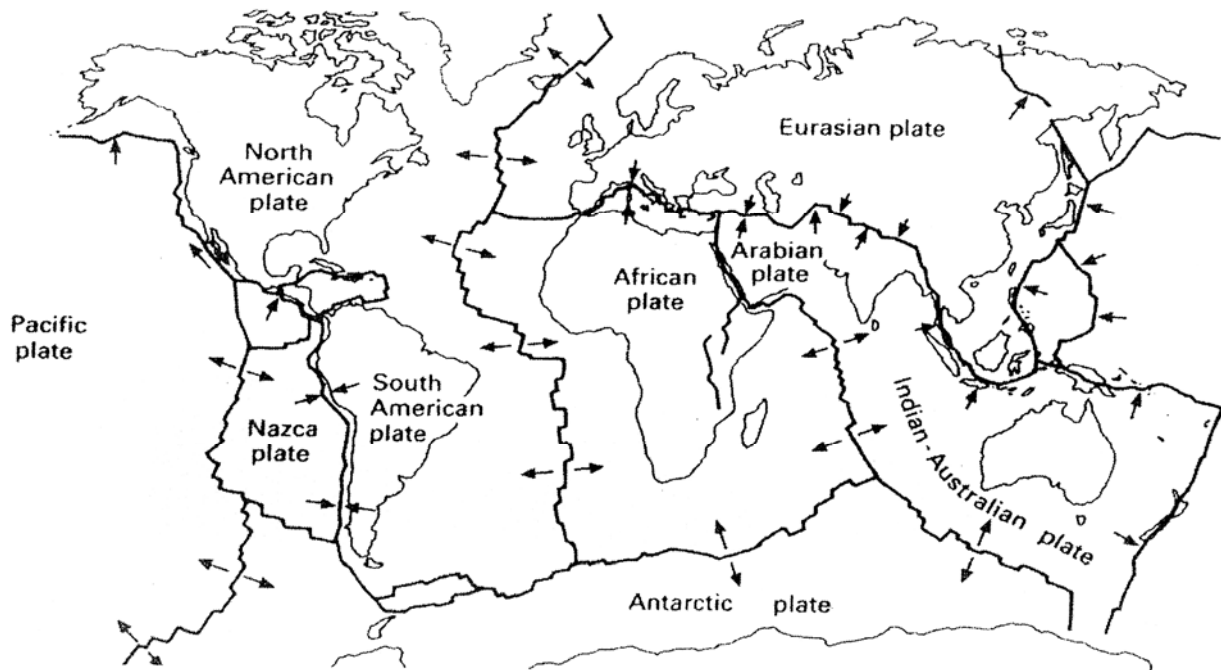 North
American
plate
Eurasian plate
Pacific
plate
Nazca
plate
South
American
plate
African
plate
Arabian
plate
Indian-Australian plate
Antarctic plate